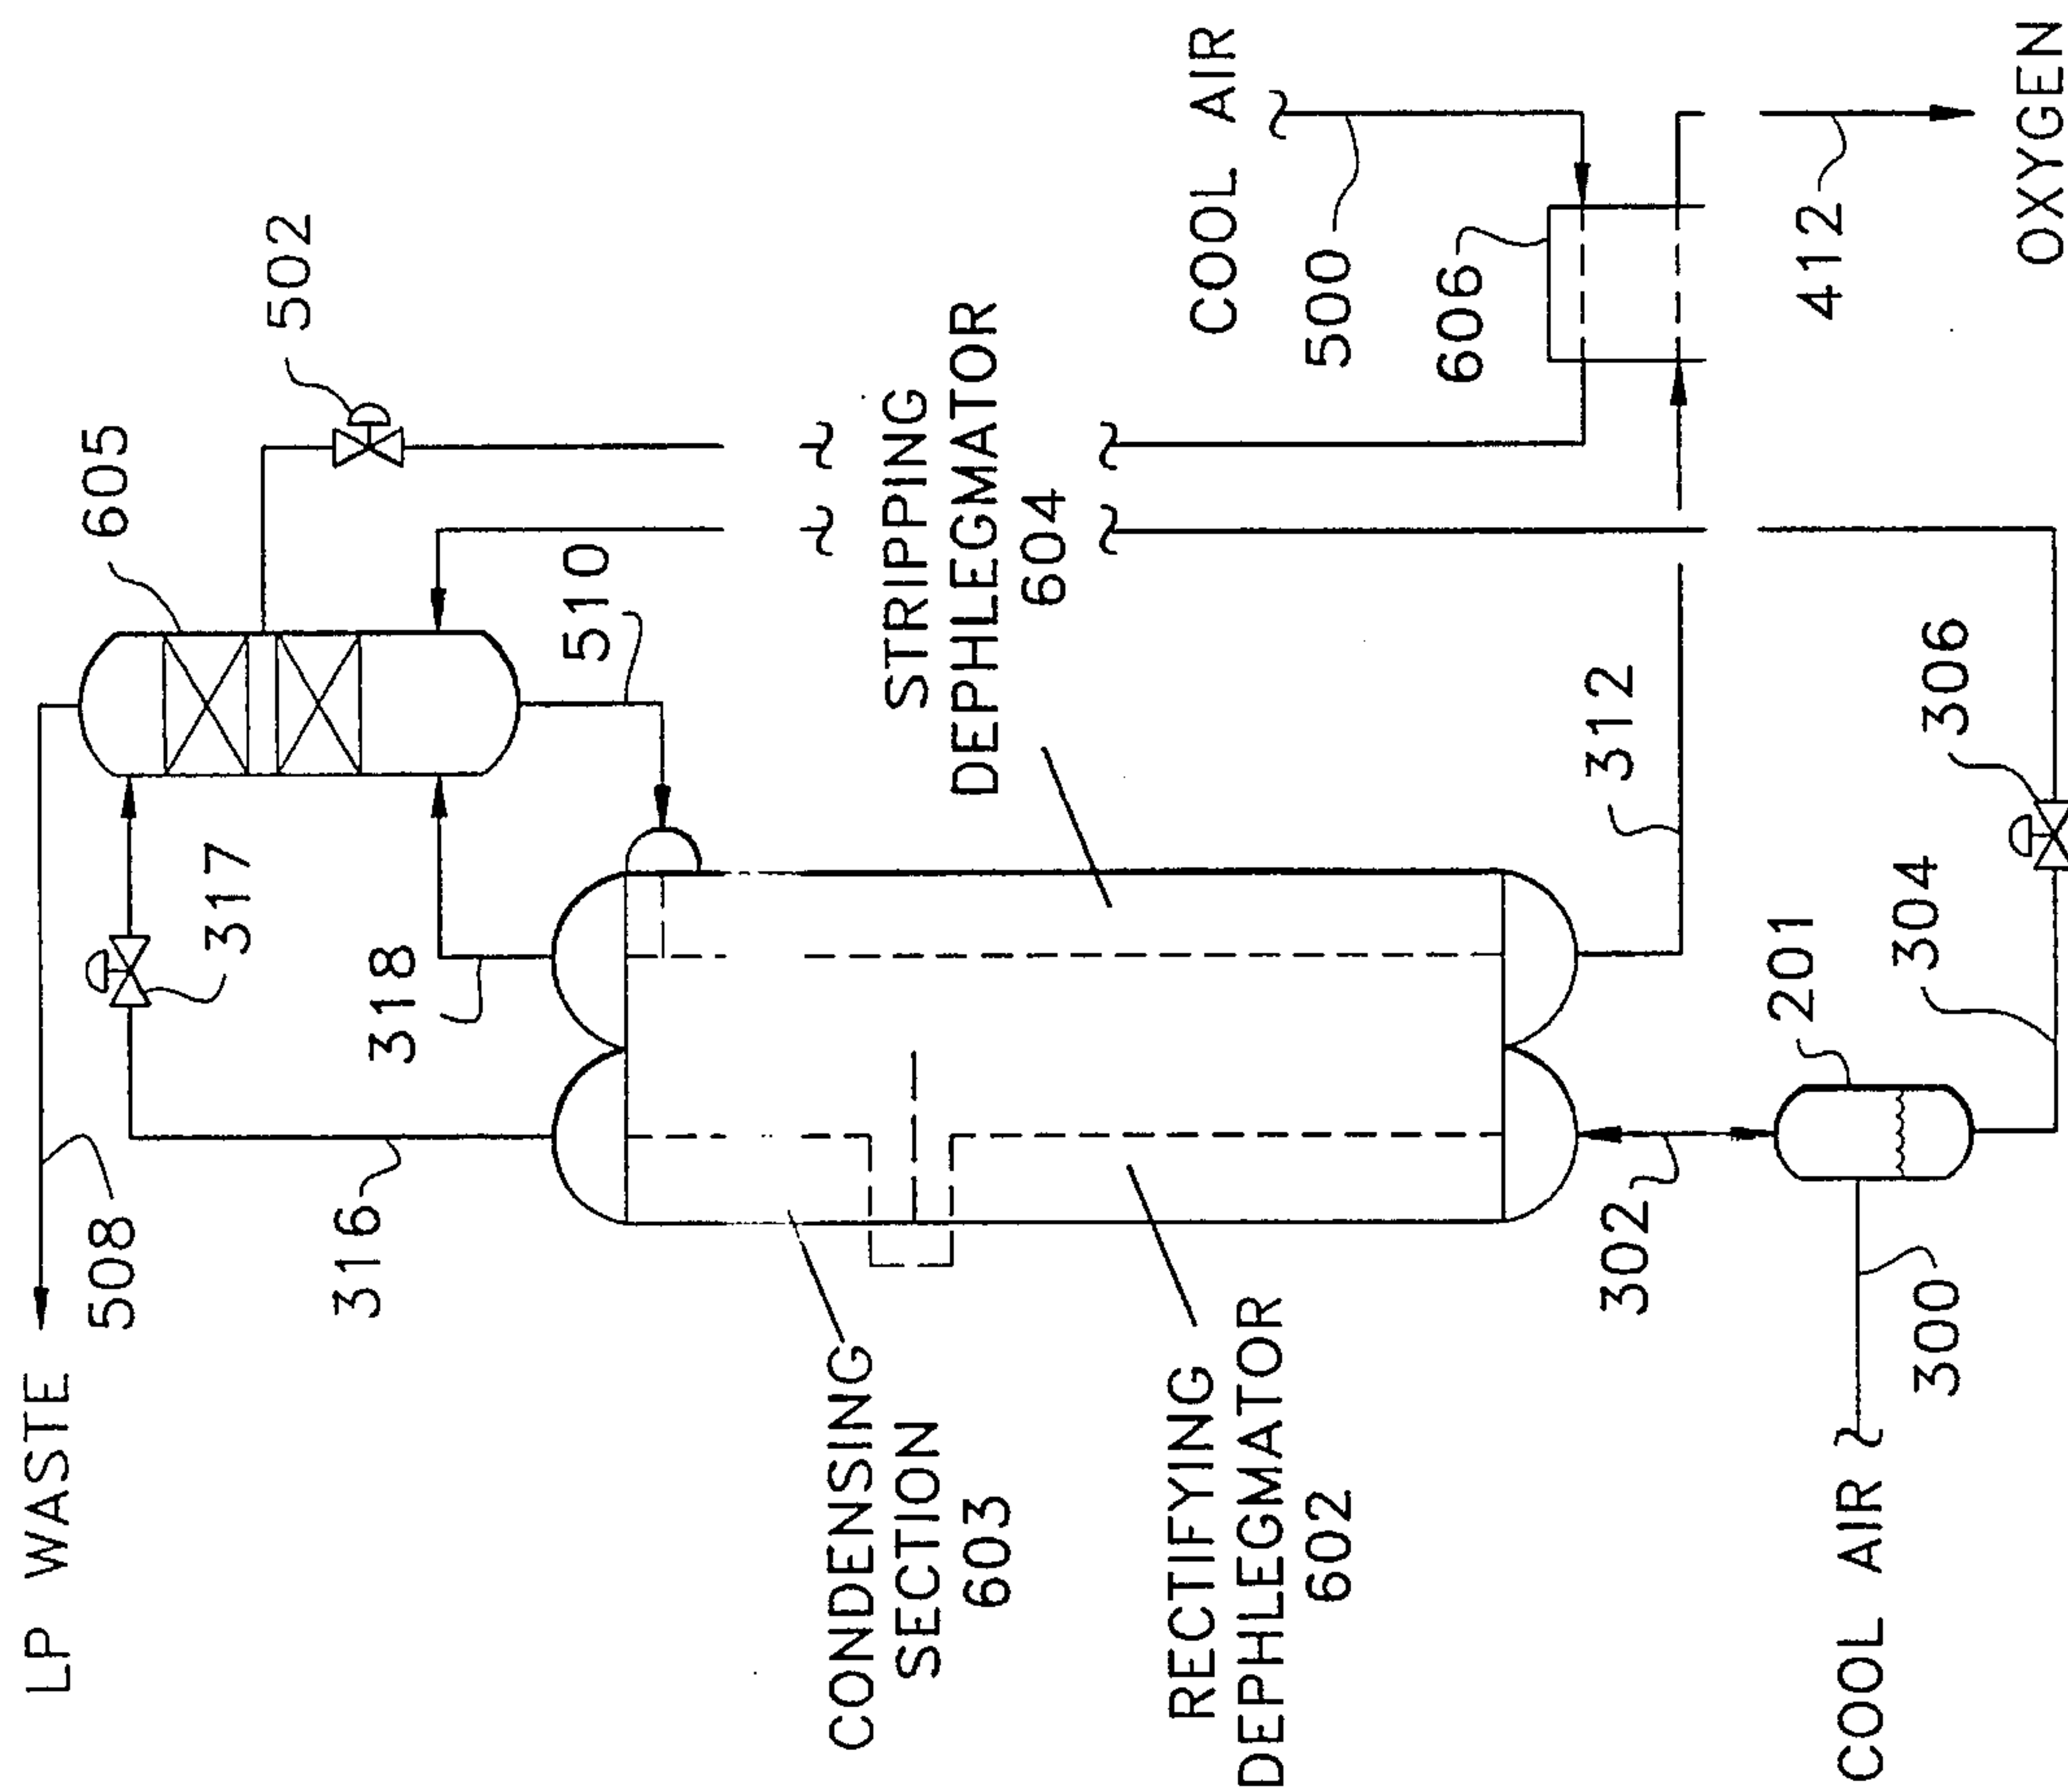 LP WASTE
508
316
317
318
605
502
510
CONDENSING
SECTION
603
STRIPPING
DEPHLEGMATOR
604
RECTIFYING
DEPHLEGMATOR
602
COOL AIR
500
606
412
OXYGEN
312
302
201
306
304
300
COOL AIR